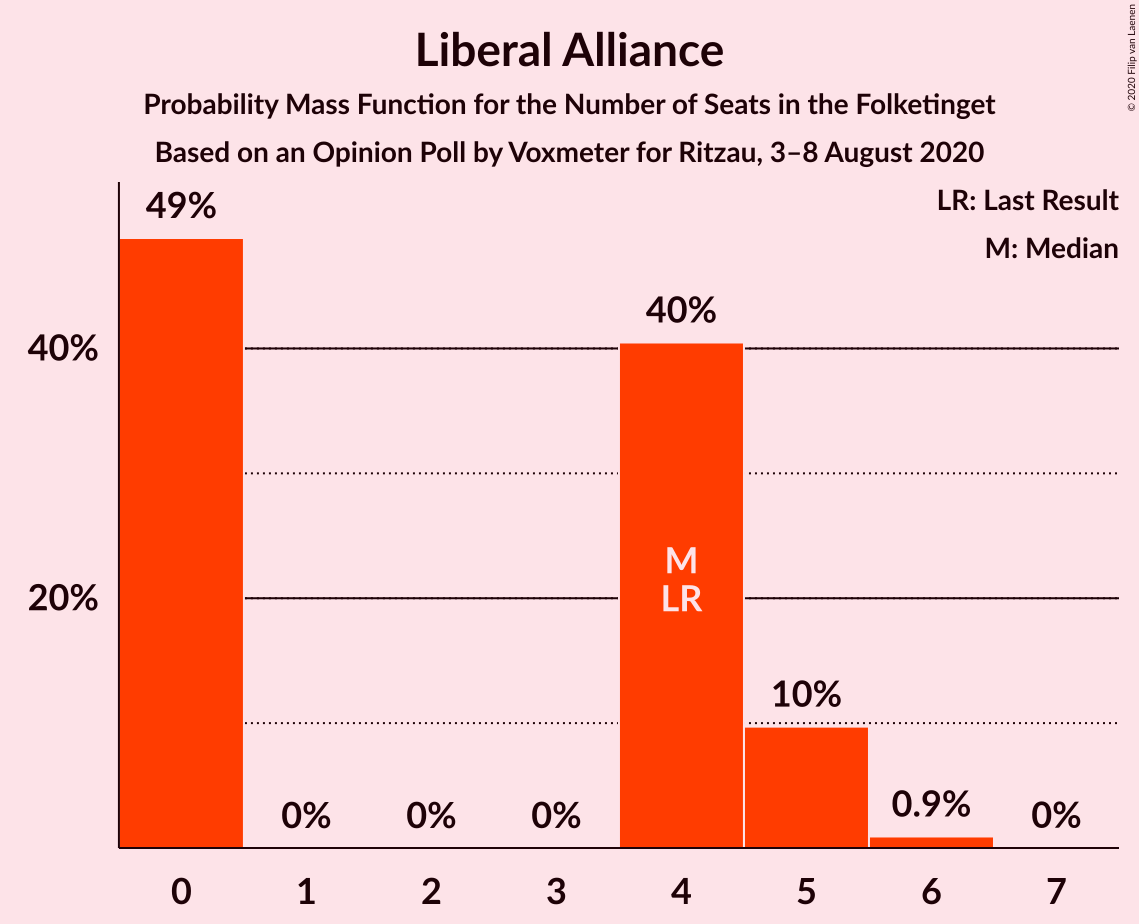 Liberal Alliance
Probability Mass Function for the Number of Seats in the Folketinget
Based on an Opinion Poll by Voxmeter for Ritzau, 3–8 August 2020
© 2020 Filip van Laenen
LR: Last Result
M: Median
49%
40%
40%
20%
M
LR
10%
0%
0%
0%
0.9%
0%
0
1
2
3
4
5
6
7